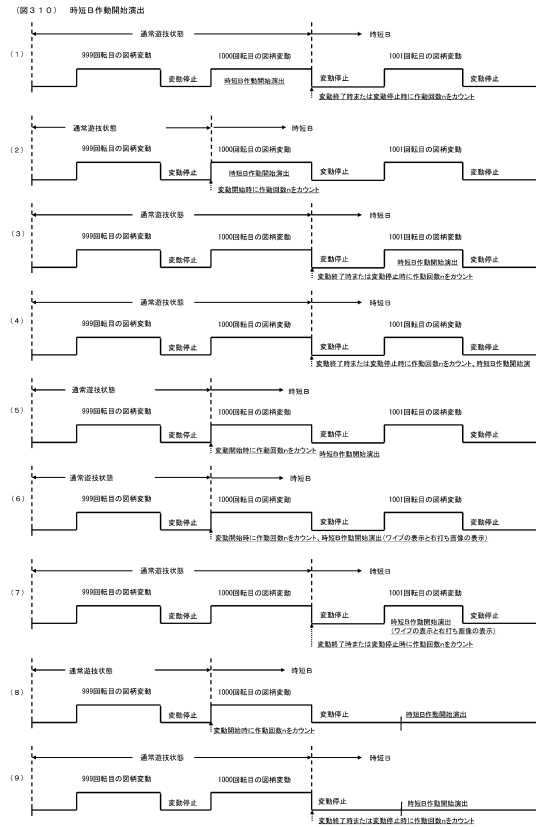 (図310) 時短B作動開始演出
通常遊技状態 時短B
(1) 999回転目の図柄変動 1000回転目の図柄変動 1001回転目の図柄変動
変動停止 時短B作動開始演出 変動停止 変動停止
変動終了時または変動停止時に作動回数nをカウント
通常遊技状態 時短B
(2) 999回転目の図柄変動 1000回転目の図柄変動 1001回転目の図柄変動
変動停止 時短B作動開始演出 変動停止 変動停止
変動開始時に作動回数nをカウント
通常遊技状態 時短B
(3) 999回転目の図柄変動 1000回転目の図柄変動 1001回転目の図柄変動
変動停止 変動停止 時短B作動開始演出 変動停止
変動終了時または変動停止時に作動回数nをカウント
通常遊技状態 時短B
(4) 999回転目の図柄変動 1000回転目の図柄変動 1001回転目の図柄変動
変動停止 変動停止 変動停止
変動終了時または変動停止時に作動回数nをカウント、時短B作動開始演
通常遊技状態 時短B
(5) 999回転目の図柄変動 1000回転目の図柄変動 1001回転目の図柄変動
変動停止 変動停止 変動停止
変動開始時に作動回数nをカウント 時短B作動開始演出
通常遊技状態 時短B
(6) 999回転目の図柄変動 1000回転目の図柄変動 1001回転目の図柄変動
変動停止 変動停止 変動停止
変動開始時に作動回数nをカウント、時短B作動開始演出(ワイプの表示と右打ち画像の表示)
通常遊技状態 時短B
(7) 999回転目の図柄変動 1000回転目の図柄変動 1001回転目の図柄変動
変動停止 変動停止 時短B作動開始演出 変動停止
(ワイプの表示と右打ち画像の表示)
変動終了時または変動停止時に作動回数nをカウント
通常遊技状態 時短B
(8) 999回転目の図柄変動 1000回転目の図柄変動
変動停止 変動停止 時短B作動開始演出
変動開始時に作動回数nをカウント
通常遊技状態 時短B
(9) 999回転目の図柄変動 1000回転目の図柄変動
変動停止 変動停止 時短B作動開始演出
変動終了時または変動停止時に作動回数nをカウント